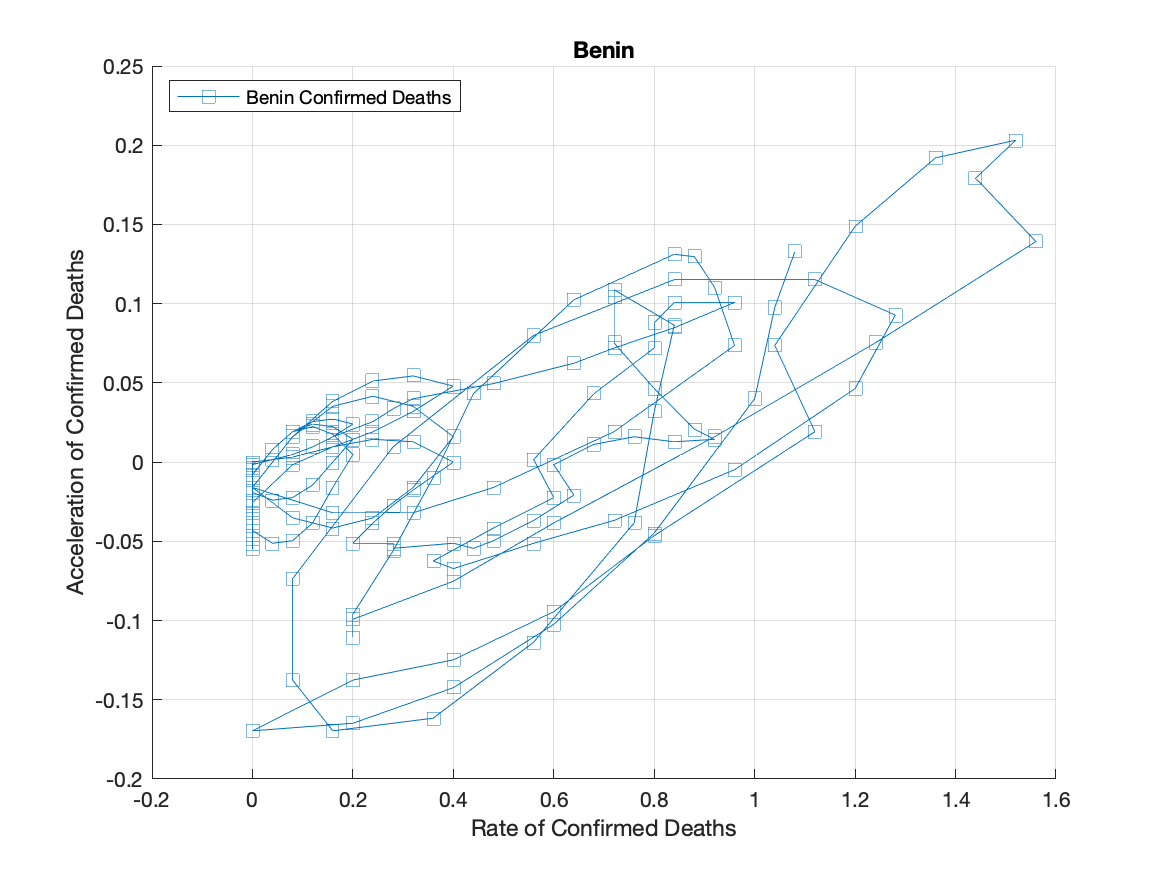 Benin
Benin Confirmed Deaths
0.25
0.2
0.15
0.1
0.05
0
-0.05
-0.1
-0.15
-0.2
Acceleration of Confirmed Deaths
-0.2 0 0.2 0.4 0.6 0.8 1 1.2 1.4 1.6
Rate of Confirmed Deaths